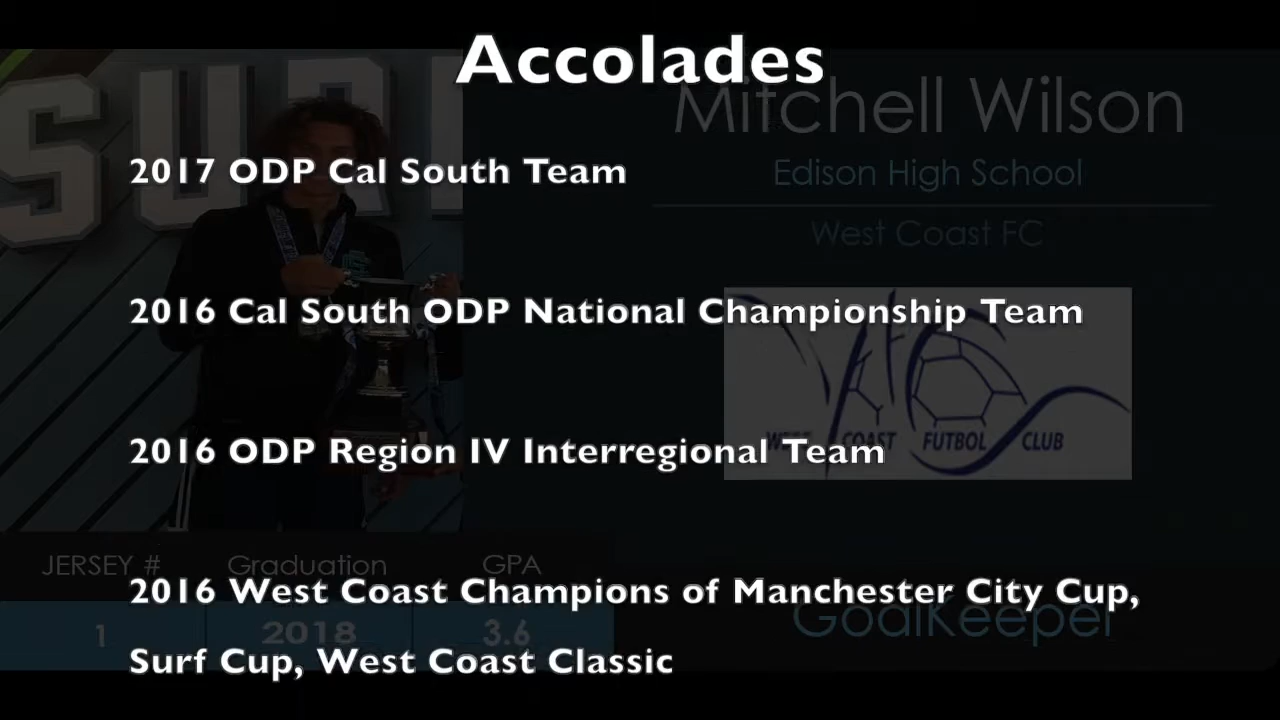 Accolades
SURF
Mitchell Wilson
2017 ODP Cal South Team
Edison High School
West Coast FC
2016 Cal South ODP National Championship Team
2016 ODP Region IV Interregional Team
WEST COAST FUTBOL CLUB
JERSEY # Graduation GPA
2016 West Coast Champions of Manchester City Cup,
GoalKeeper
1 2018 3.6
Surf Cup, West Coast Classic